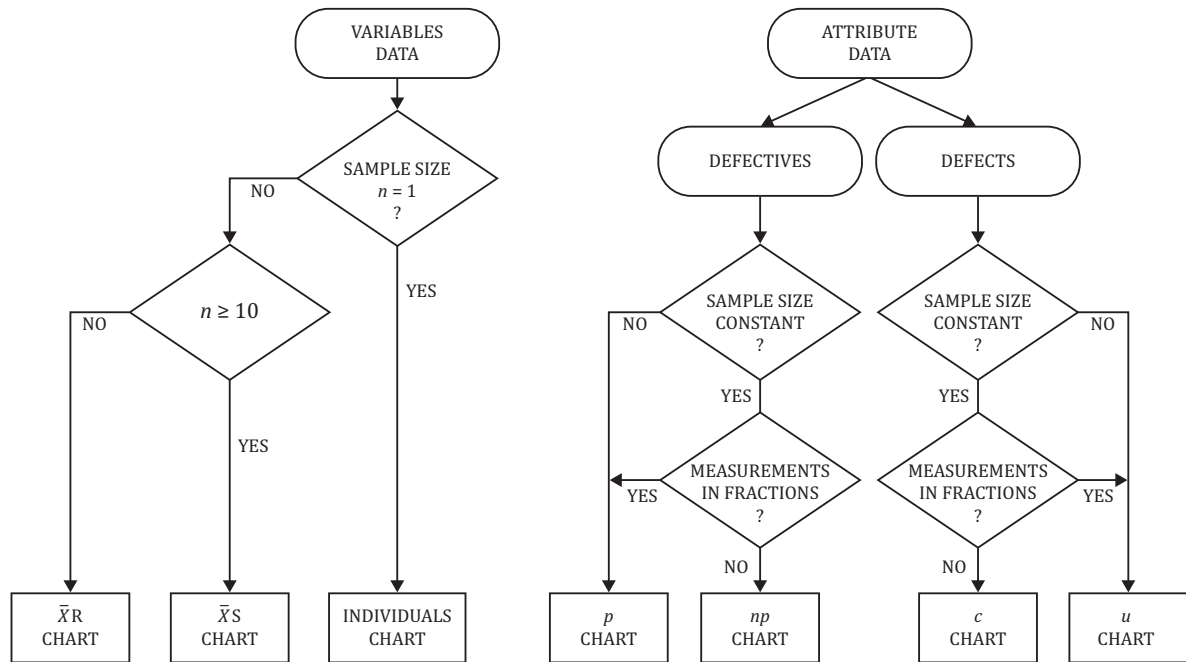 VARIABLES
DATA
SAMPLE SIZE
n = 1
?
NO
YES
n ≥ 10
NO
YES
X̄ R
CHART
X̄ S
CHART
INDIVIDUALS
CHART
ATTRIBUTE
DATA
DEFECTIVES
DEFECTS
SAMPLE SIZE
CONSTANT
?
NO
YES
SAMPLE SIZE
CONSTANT
?
NO
YES
MEASUREMENTS
IN FRACTIONS
?
YES
NO
MEASUREMENTS
IN FRACTIONS
?
YES
NO
p
CHART
np
CHART
c
CHART
u
CHART